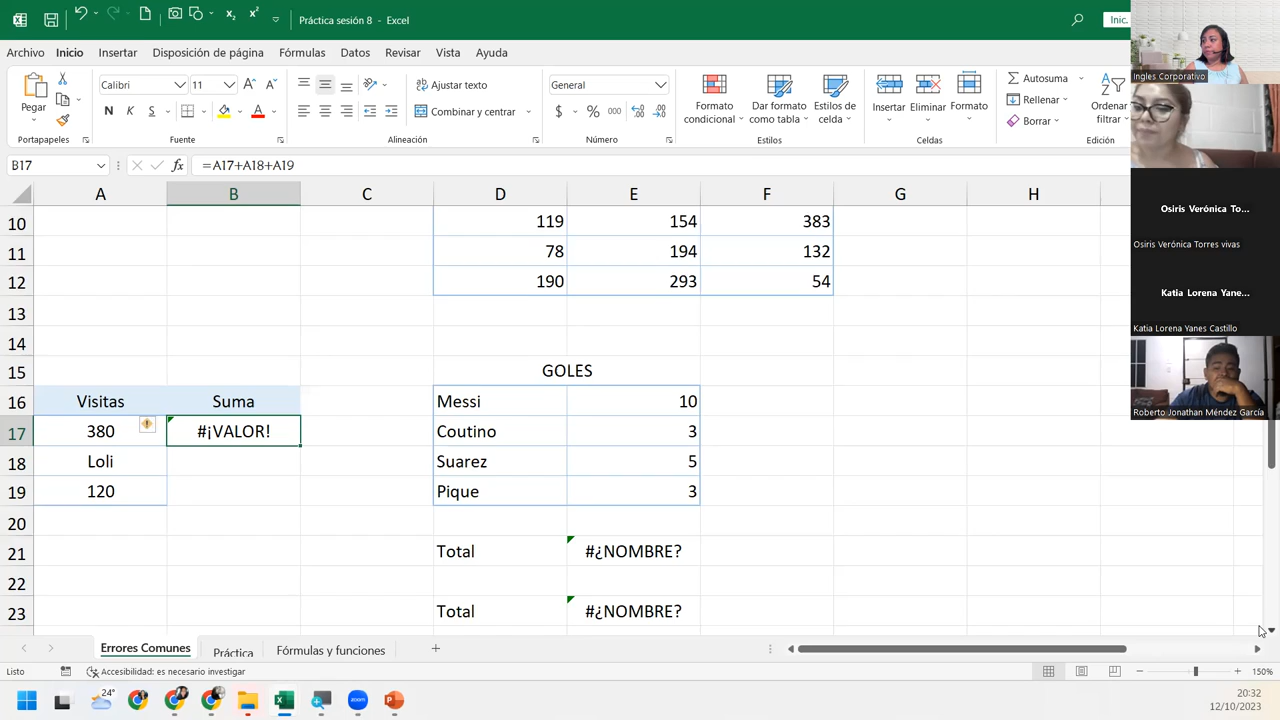 Práctica sesión 8 - Excel
Inic.
Archivo Inicio Insertar Disposición de página Fórmulas Datos Revisar Vista Ayuda
Pegar
Calibri 11
N K S
Ajustar texto
Combinar y centrar
General
$ % 000
Formato condicional
Dar formato como tabla
Estilos de celda
Insertar
Eliminar
Formato
Autosuma
Rellenar
Borrar
Ordenar
filtrar
Portapapeles Fuente Alineación Número Estilos Celdas Edición
B17 fx =A17+A18+A19
A B C D E F G H
10 119 154 383
11 78 194 132
12 190 293 54
13
14
15 GOLES
16 Visitas Suma Messi 10
17 380 #¡VALOR! Coutino 3
18 Loli Suarez 5
19 120 Pique 3
20
21 Total #¿NOMBRE?
22
23 Total #¿NOMBRE?
Errores Comunes Práctica Fórmulas y funciones +
Listo Accesibilidad: es necesario investigar 150%
24°
20:32
12/10/2023
Ingles Corporativo
Osiris Verónica To...
Osiris Verónica Torres vivas
Katia Lorena Yane...
Katia Lorena Yanes Castillo
Roberto Jonathan Méndez García